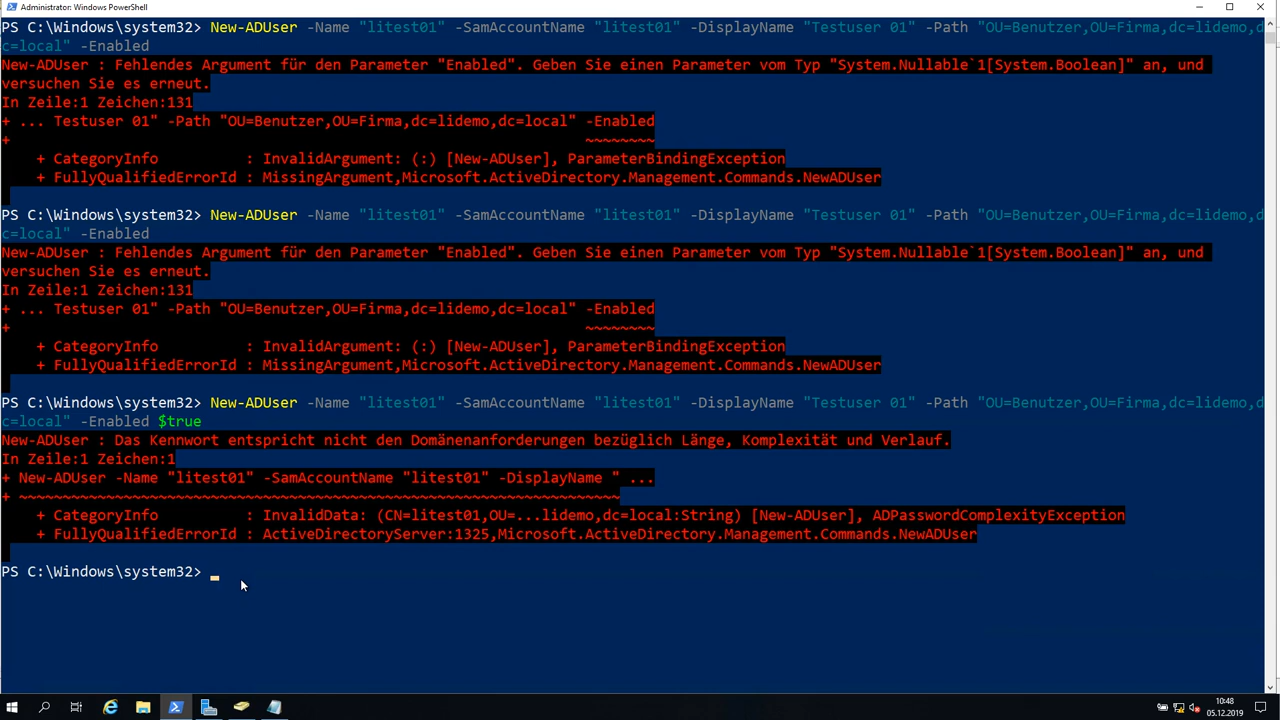 Administrator: Windows PowerShell
PS C:\Windows\system32> New-ADUser -Name "litest01" -SamAccountName "litest01" -DisplayName "Testuser 01" -Path "OU=Benutzer,OU=Firma,dc=lidemo,d
c=local" -Enabled
New-ADUser : Fehlendes Argument für den Parameter "Enabled". Geben Sie einen Parameter vom Typ "System.Nullable`1[System.Boolean]" an, und
versuchen Sie es erneut.
In Zeile:1 Zeichen:131
+ ... Testuser 01" -Path "OU=Benutzer,OU=Firma,dc=lidemo,dc=local" -Enabled
+                                                                   ~~~~~~~~
    + CategoryInfo          : InvalidArgument: (:) [New-ADUser], ParameterBindingException
    + FullyQualifiedErrorId : MissingArgument,Microsoft.ActiveDirectory.Management.Commands.NewADUser
PS C:\Windows\system32> New-ADUser -Name "litest01" -SamAccountName "litest01" -DisplayName "Testuser 01" -Path "OU=Benutzer,OU=Firma,dc=lidemo,d
c=local" -Enabled
New-ADUser : Fehlendes Argument für den Parameter "Enabled". Geben Sie einen Parameter vom Typ "System.Nullable`1[System.Boolean]" an, und
versuchen Sie es erneut.
In Zeile:1 Zeichen:131
+ ... Testuser 01" -Path "OU=Benutzer,OU=Firma,dc=lidemo,dc=local" -Enabled
+                                                                   ~~~~~~~~
    + CategoryInfo          : InvalidArgument: (:) [New-ADUser], ParameterBindingException
    + FullyQualifiedErrorId : MissingArgument,Microsoft.ActiveDirectory.Management.Commands.NewADUser
PS C:\Windows\system32> New-ADUser -Name "litest01" -SamAccountName "litest01" -DisplayName "Testuser 01" -Path "OU=Benutzer,OU=Firma,dc=lidemo,d
c=local" -Enabled $true
New-ADUser : Das Kennwort entspricht nicht den Domänenanforderungen bezüglich Länge, Komplexität und Verlauf.
In Zeile:1 Zeichen:1
+ New-ADUser -Name "litest01" -SamAccountName "litest01" -DisplayName " ...
+ ~~~~~~~~~~~~~~~~~~~~~~~~~~~~~~~~~~~~~~~~~~~~~~~~~~~~~~~~~~~~~~~~~~~~~
    + CategoryInfo          : InvalidData: (CN=litest01,OU=...lidemo,dc=local:String) [New-ADUser], ADPasswordComplexityException
    + FullyQualifiedErrorId : ActiveDirectoryServer:1325,Microsoft.ActiveDirectory.Management.Commands.NewADUser
PS C:\Windows\system32>
10:48
05.12.2019